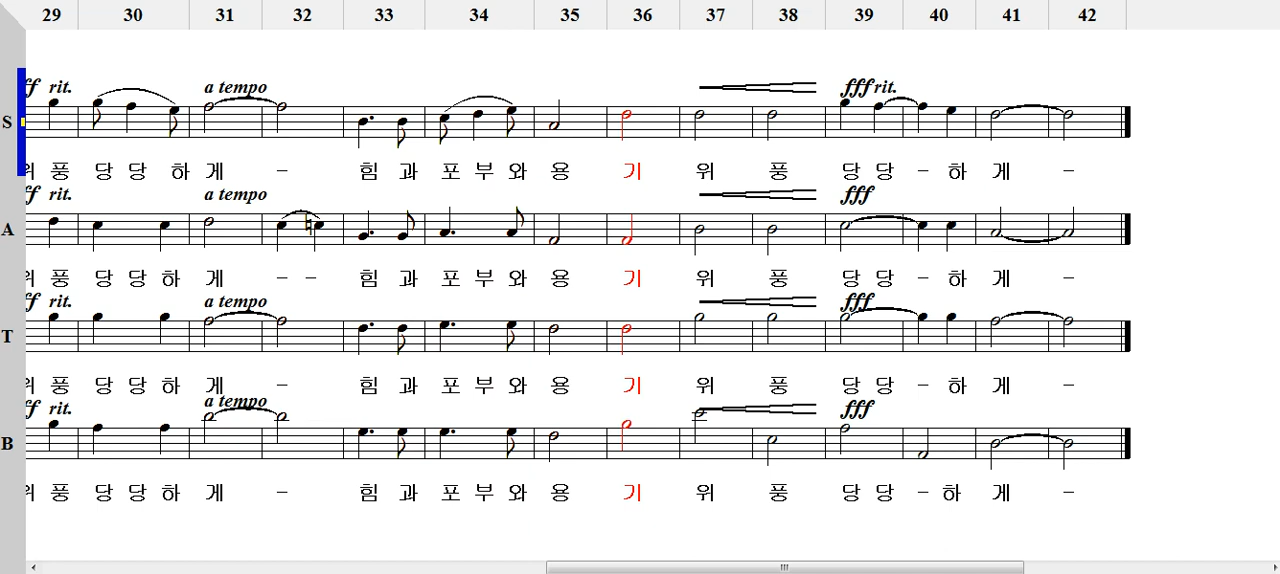 29 30 31 32 33 34 35 36 37 38 39 40 41 42
ff rit. a tempo fff rit.
S
풍 당 당 하 게 - 힘 과 포 부 와 용 기 위 풍 당 당 - 하 게 -
ff rit. a tempo fff
A
풍 당 당 하 게 - - 힘 과 포 부 와 용 기 위 풍 당 당 - 하 게 -
ff rit. a tempo fff
T
풍 당 당 하 게 - 힘 과 포 부 와 용 기 위 풍 당 당 - 하 게 -
ff rit. a tempo fff
B
풍 당 당 하 게 - 힘 과 포 부 와 용 기 위 풍 당 당 - 하 게 -